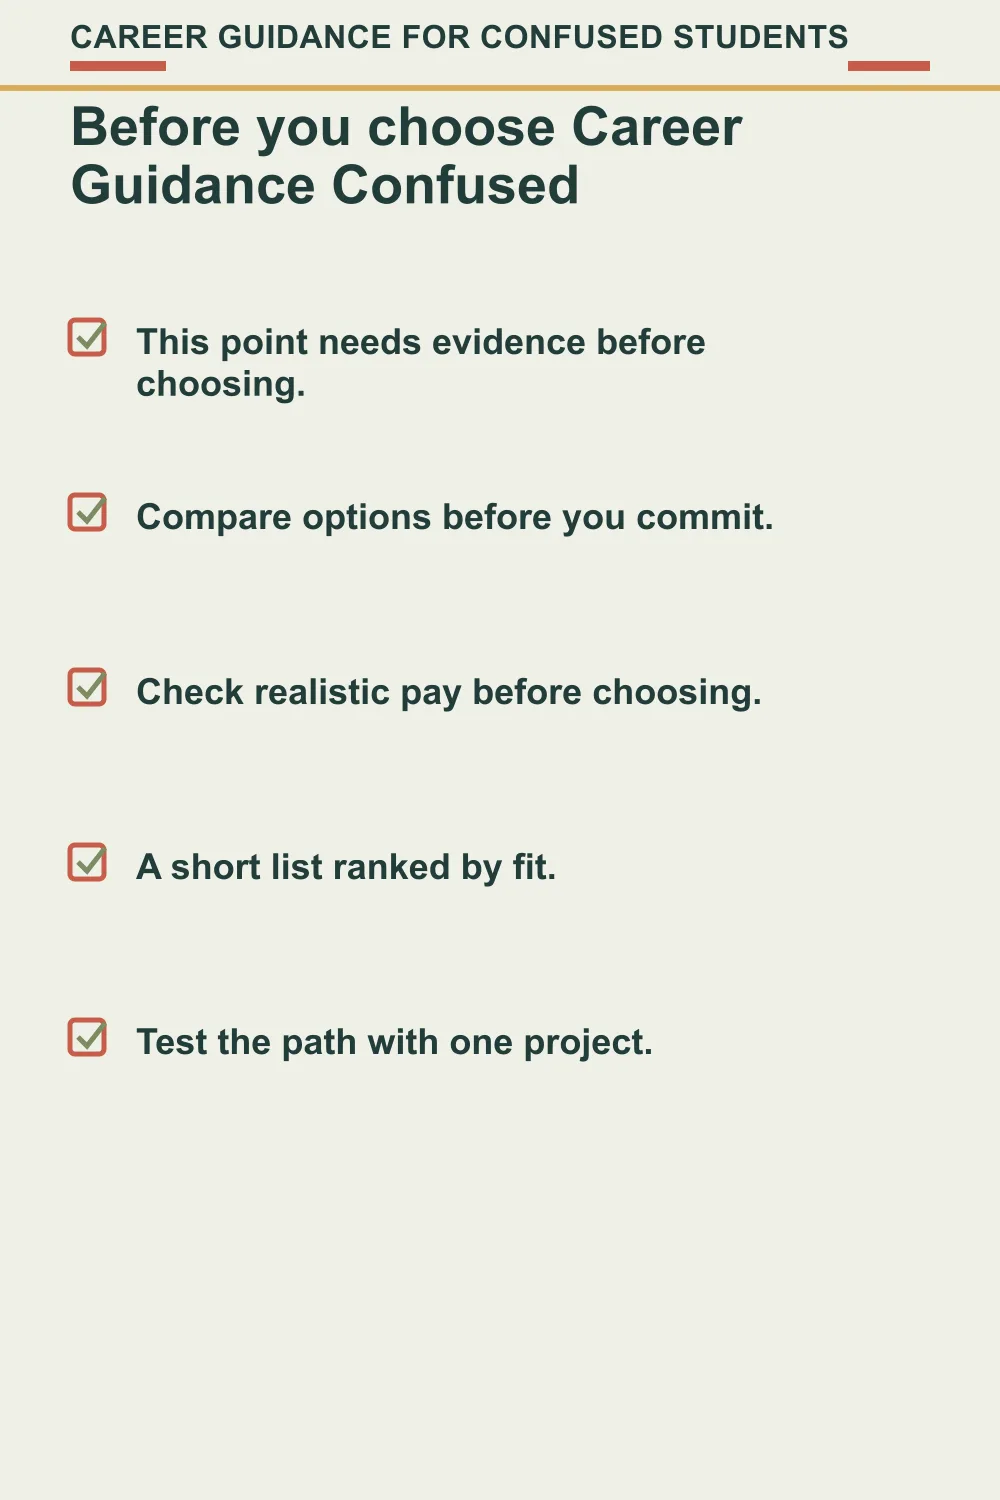 CAREER GUIDANCE FOR CONFUSED STUDENTS
Before you choose Career
Guidance Confused
This point needs evidence before
choosing.
Compare options before you commit.
Check realistic pay before choosing.
A short list ranked by fit.
Test the path with one project.